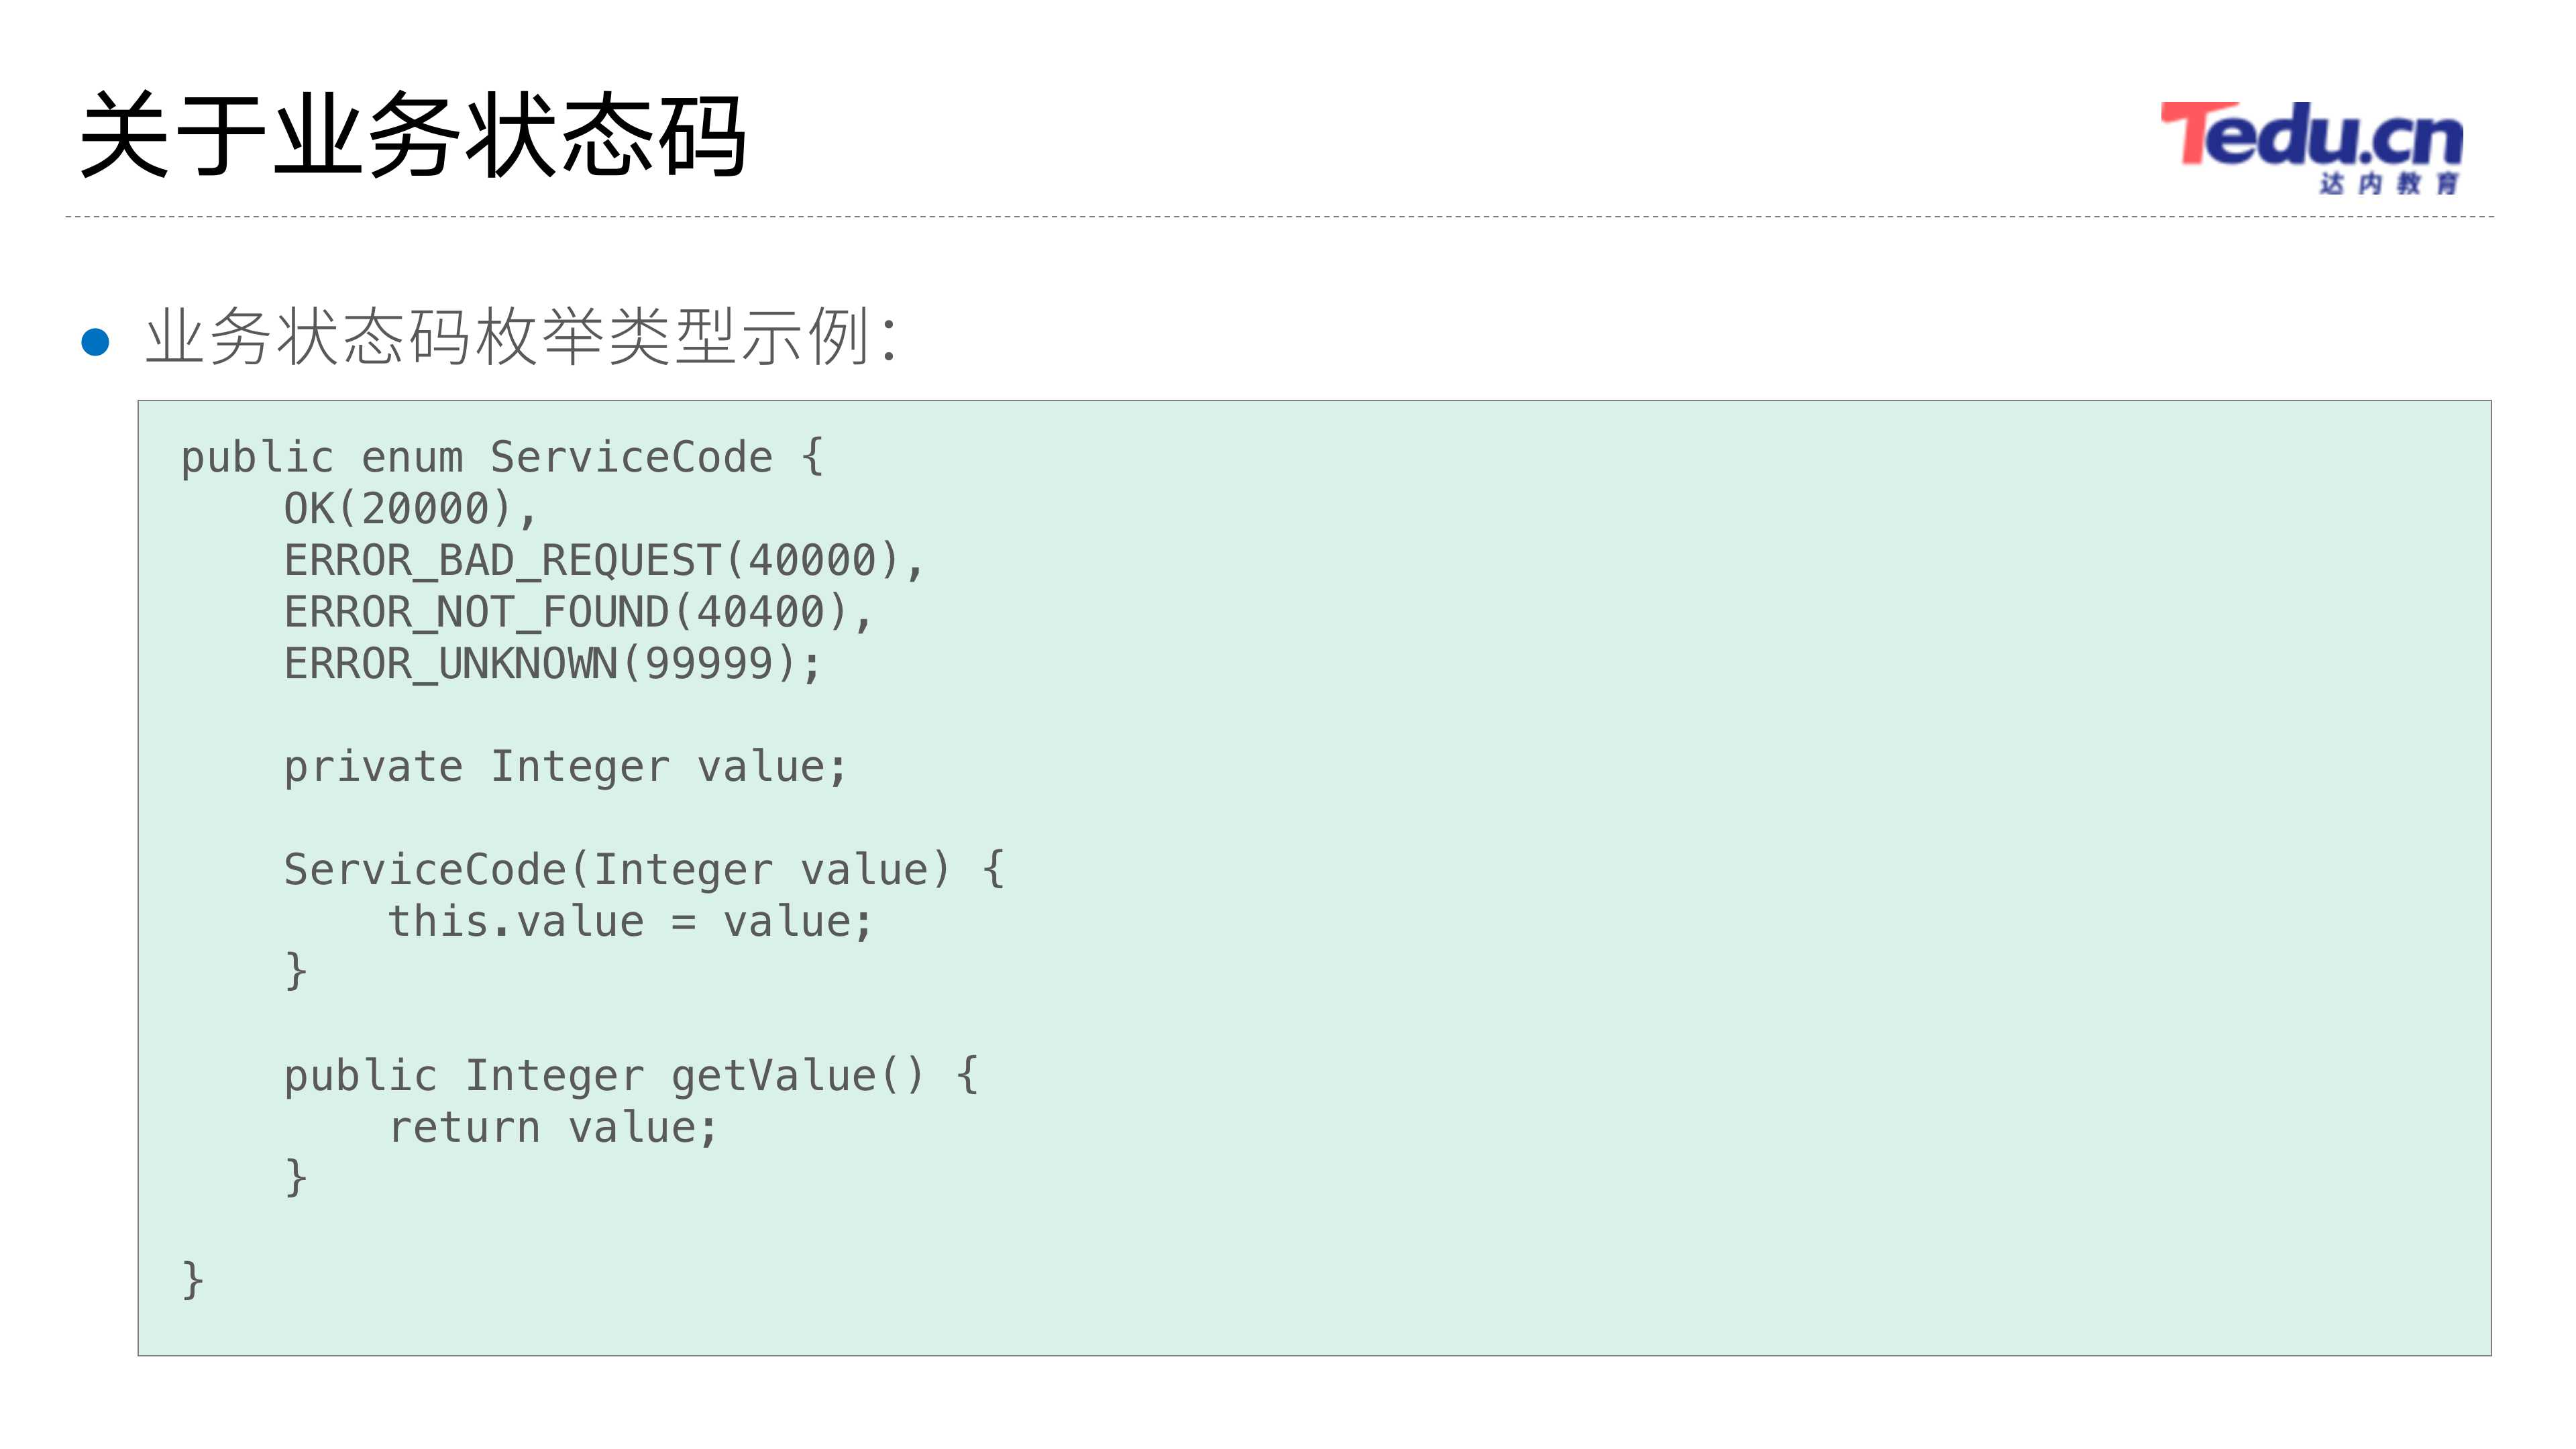 关于业务状态码
Tedu.cn
达内教育
业务状态码枚举类型示例：
public enum ServiceCode {
    OK(20000),
    ERROR_BAD_REQUEST(40000),
    ERROR_NOT_FOUND(40400),
    ERROR_UNKNOWN(99999);
    private Integer value;
    ServiceCode(Integer value) {
        this.value = value;
    }
    public Integer getValue() {
        return value;
    }
}